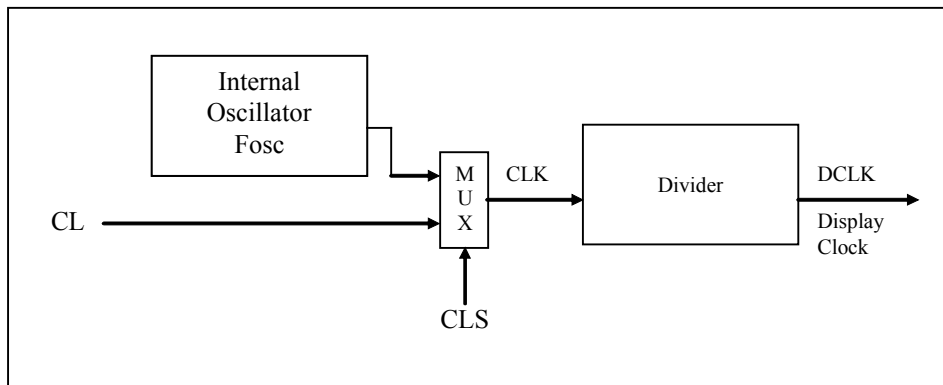 Internal
Oscillator
Fosc
M
U
X
CLK
Divider
DCLK
Display
Clock
CL
CLS